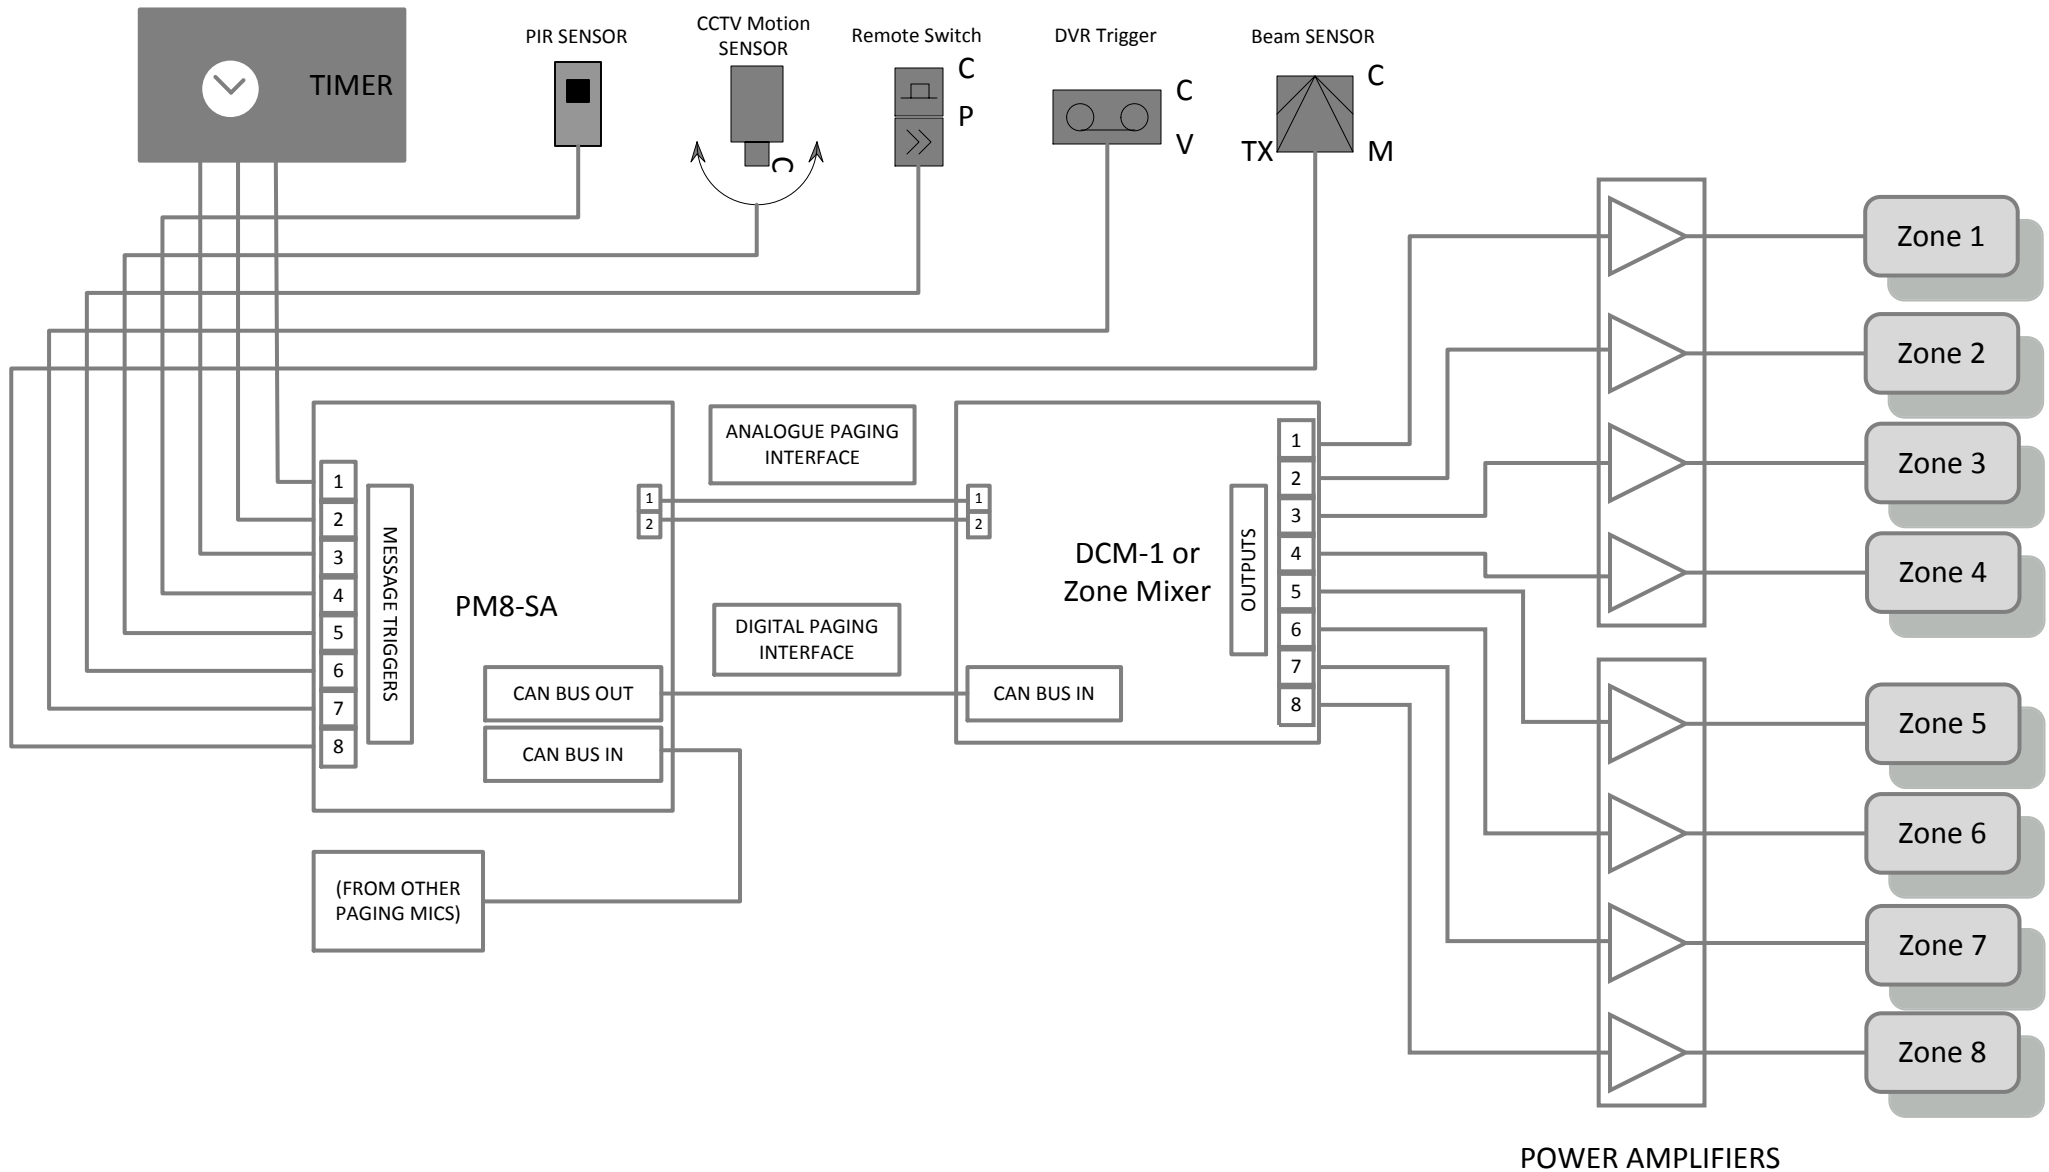 CCTV Motion
SENSOR
PIR SENSOR
Remote Switch
DVR Trigger
Beam SENSOR
TIMER
C
C
P
C
V
C
TX
M
Zone 1
Zone 2
Zone 3
Zone 4
Zone 5
Zone 6
Zone 7
Zone 8
1
2
3
4
5
6
7
8
MESSAGE TRIGGERS
PM8-SA
1
2
CAN BUS OUT
CAN BUS IN
(FROM OTHER
PAGING MICS)
ANALOGUE PAGING
INTERFACE
DIGITAL PAGING
INTERFACE
1
2
DCM-1 or
Zone Mixer
CAN BUS IN
OUTPUTS
1
2
3
4
5
6
7
8
POWER AMPLIFIERS